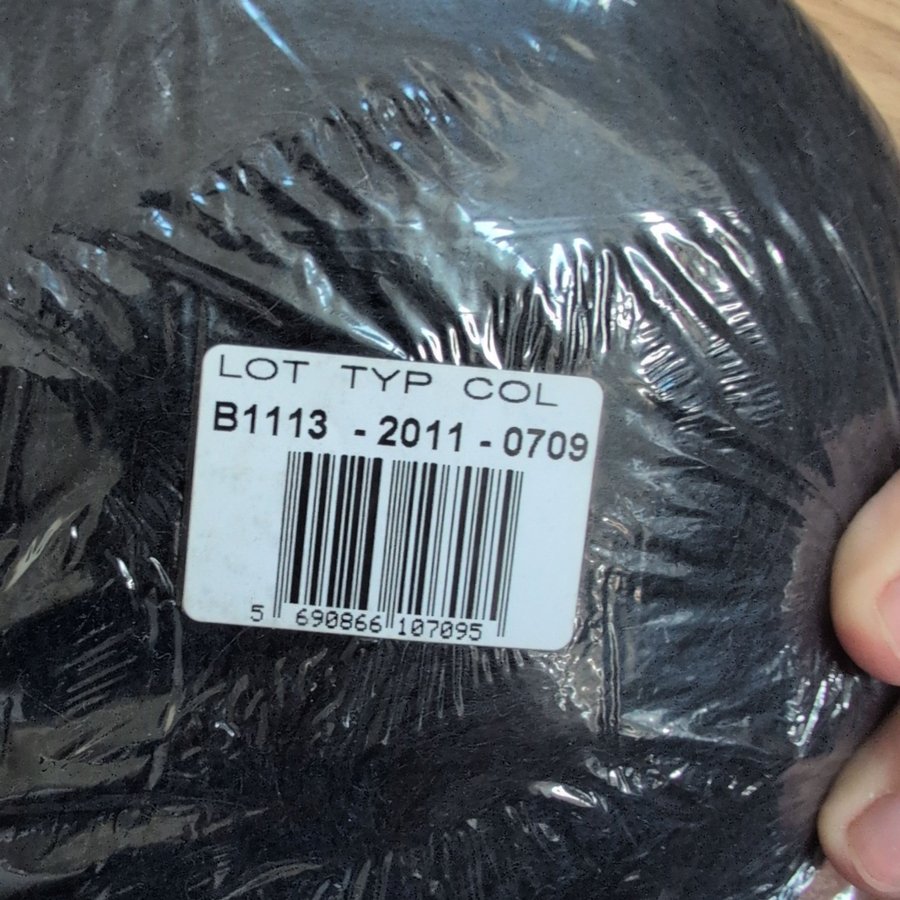 LOT TYP COL
B1113 - 2011 - 0709
5 690866 107095